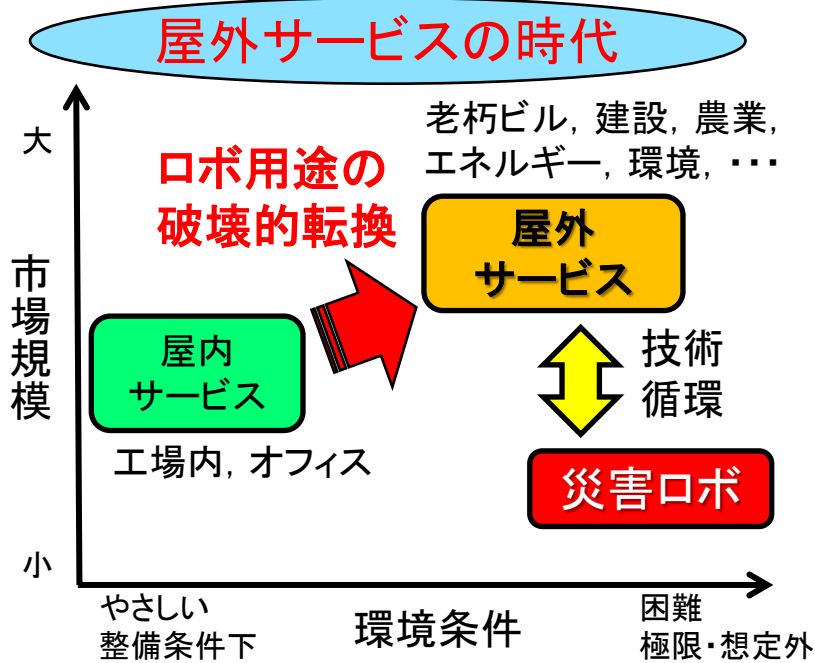 屋外サービスの時代
大
老朽ビル, 建設, 農業,
エネルギー, 環境, ・・・
ロボ用途の
破壊的転換
屋外
サービス
市場規模
屋内
サービス
技術
循環
工場内, オフィス
災害ロボ
小
やさしい
整備条件下
環境条件
困難
極限・想定外